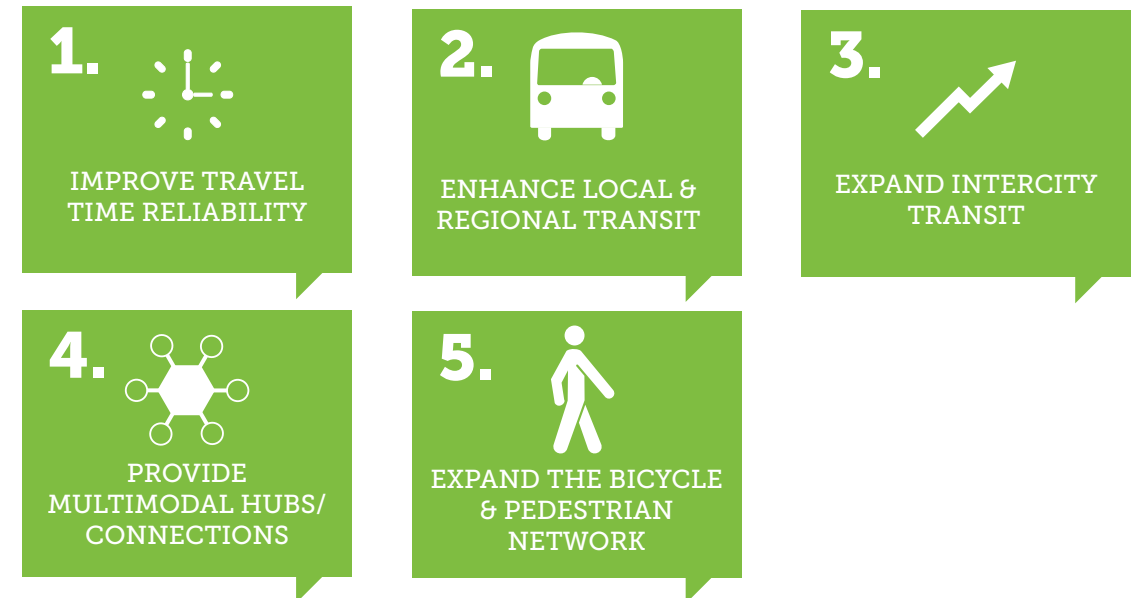 1.
IMPROVE TRAVEL
TIME RELIABILITY
2.
ENHANCE LOCAL &
REGIONAL TRANSIT
3.
EXPAND INTERCITY
TRANSIT
4.
PROVIDE
MULTIMODAL HUBS/
CONNECTIONS
5.
EXPAND THE BICYCLE
& PEDESTRIAN
NETWORK